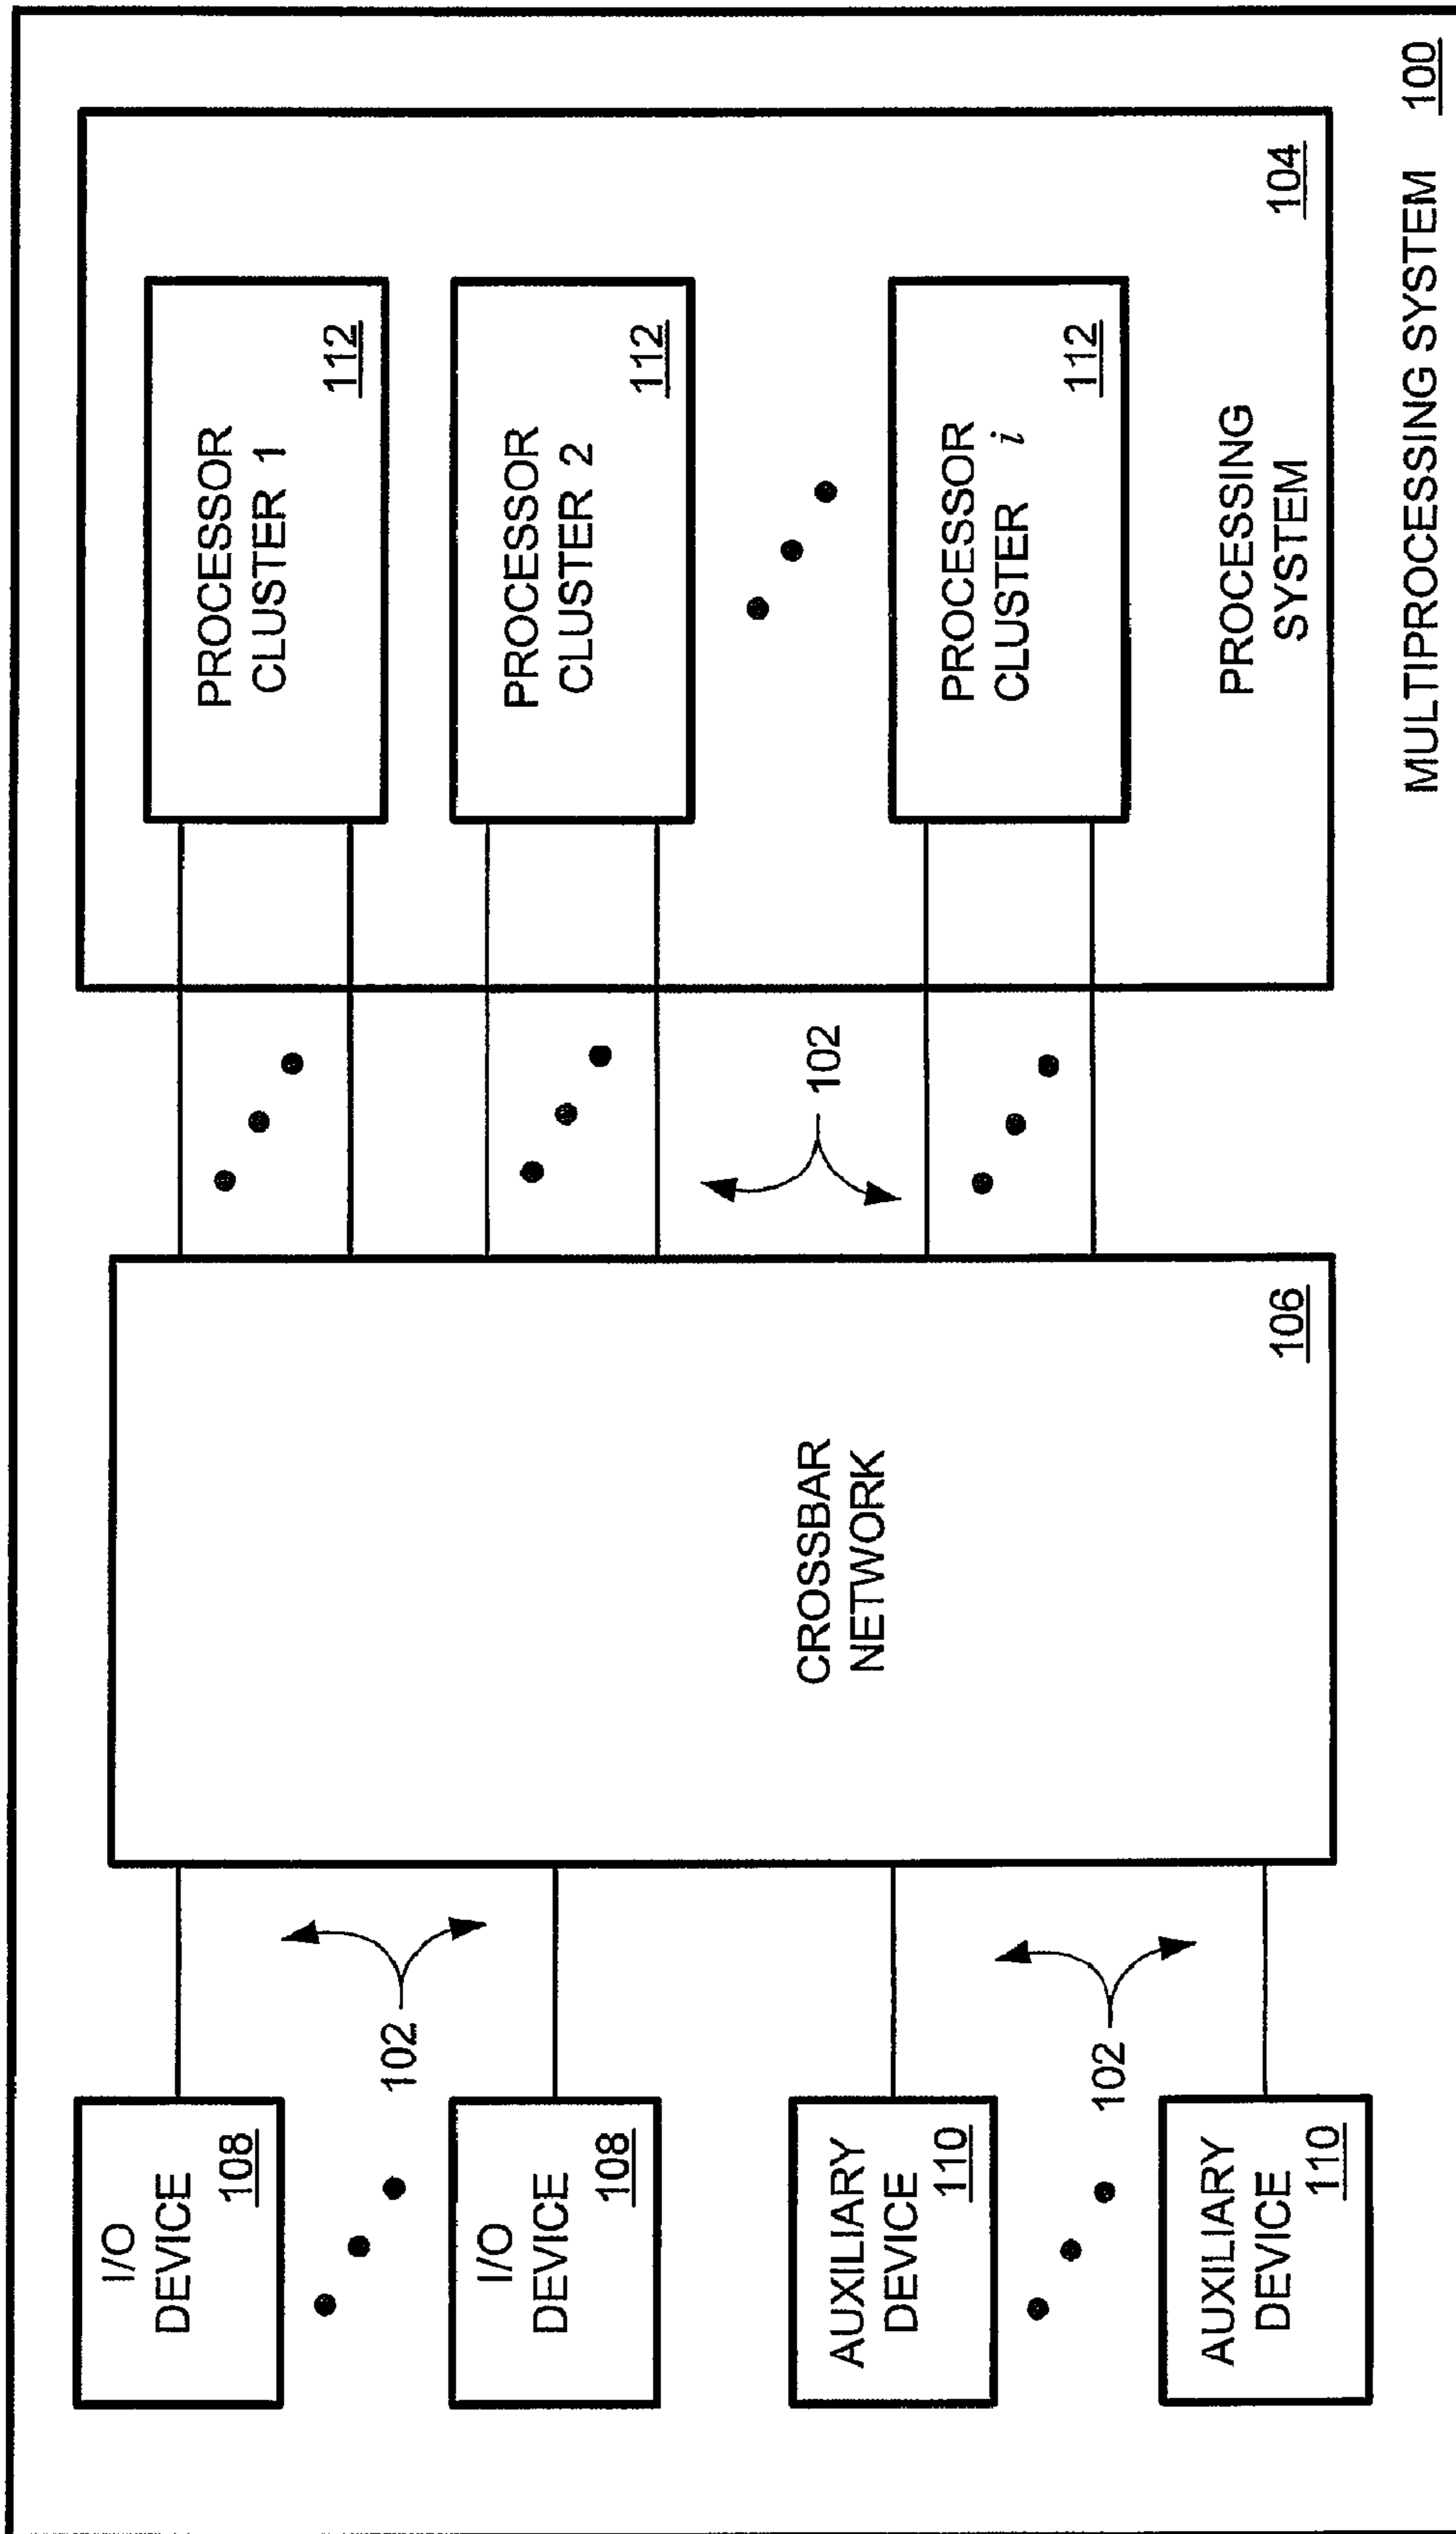 I/O
DEVICE
108
I/O
DEVICE
108
AUXILIARY
DEVICE
110
AUXILIARY
DEVICE
110
102
102
CROSSBAR
NETWORK
106
102
PROCESSOR
CLUSTER 1
112
PROCESSOR
CLUSTER 2
112
PROCESSOR
CLUSTER i
112
PROCESSING
SYSTEM
104
MULTIPROCESSING SYSTEM 100